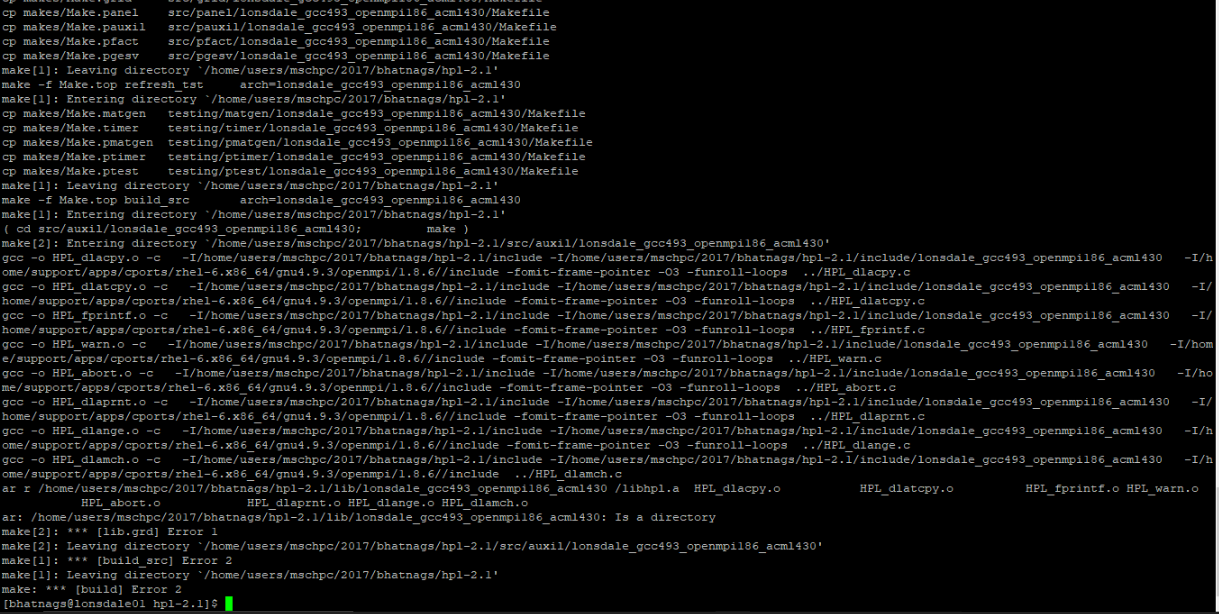 cp makes/Make.grid     src/grid/lonsdale_gcc493_openmpi186_acml430/Makefile
cp makes/Make.panel    src/panel/lonsdale_gcc493_openmpi186_acml430/Makefile
cp makes/Make.pauxil   src/pauxil/lonsdale_gcc493_openmpi186_acml430/Makefile
cp makes/Make.pfact    src/pfact/lonsdale_gcc493_openmpi186_acml430/Makefile
cp makes/Make.pgesv    src/pgesv/lonsdale_gcc493_openmpi186_acml430/Makefile
make[1]: Leaving directory `/home/users/mschpc/2017/bhatnags/hpl-2.1'
make -f Make.top refresh_tst     arch=lonsdale_gcc493_openmpi186_acml430
make[1]: Entering directory `/home/users/mschpc/2017/bhatnags/hpl-2.1'
cp makes/Make.matgen   testing/matgen/lonsdale_gcc493_openmpi186_acml430/Makefile
cp makes/Make.timer    testing/timer/lonsdale_gcc493_openmpi186_acml430/Makefile
cp makes/Make.pmatgen  testing/pmatgen/lonsdale_gcc493_openmpi186_acml430/Makefile
cp makes/Make.ptimer   testing/ptimer/lonsdale_gcc493_openmpi186_acml430/Makefile
cp makes/Make.ptest    testing/ptest/lonsdale_gcc493_openmpi186_acml430/Makefile
make[1]: Leaving directory `/home/users/mschpc/2017/bhatnags/hpl-2.1'
make -f Make.top build_src       arch=lonsdale_gcc493_openmpi186_acml430
make[1]: Entering directory `/home/users/mschpc/2017/bhatnags/hpl-2.1'
( cd src/auxil/lonsdale_gcc493_openmpi186_acml430;         make )
make[2]: Entering directory `/home/users/mschpc/2017/bhatnags/hpl-2.1/src/auxil/lonsdale_gcc493_openmpi186_acml430'
gcc -o HPL_dlacpy.o -c   -I/home/users/mschpc/2017/bhatnags/hpl-2.1/include -I/home/users/mschpc/2017/bhatnags/hpl-2.1/include/lonsdale_gcc493_openmpi186_acml430   -I/h
ome/support/apps/cports/rhel-6.x86_64/gnu4.9.3/openmpi/1.8.6//include -fomit-frame-pointer -O3 -funroll-loops  ../HPL_dlacpy.c
gcc -o HPL_dlatcpy.o -c   -I/home/users/mschpc/2017/bhatnags/hpl-2.1/include -I/home/users/mschpc/2017/bhatnags/hpl-2.1/include/lonsdale_gcc493_openmpi186_acml430   -I/
home/support/apps/cports/rhel-6.x86_64/gnu4.9.3/openmpi/1.8.6//include -fomit-frame-pointer -O3 -funroll-loops  ../HPL_dlatcpy.c
gcc -o HPL_fprintf.o -c   -I/home/users/mschpc/2017/bhatnags/hpl-2.1/include -I/home/users/mschpc/2017/bhatnags/hpl-2.1/include/lonsdale_gcc493_openmpi186_acml430   -I/
home/support/apps/cports/rhel-6.x86_64/gnu4.9.3/openmpi/1.8.6//include -fomit-frame-pointer -O3 -funroll-loops  ../HPL_fprintf.c
gcc -o HPL_warn.o -c   -I/home/users/mschpc/2017/bhatnags/hpl-2.1/include -I/home/users/mschpc/2017/bhatnags/hpl-2.1/include/lonsdale_gcc493_openmpi186_acml430   -I/hom
e/support/apps/cports/rhel-6.x86_64/gnu4.9.3/openmpi/1.8.6//include -fomit-frame-pointer -O3 -funroll-loops  ../HPL_warn.c
gcc -o HPL_abort.o -c   -I/home/users/mschpc/2017/bhatnags/hpl-2.1/include -I/home/users/mschpc/2017/bhatnags/hpl-2.1/include/lonsdale_gcc493_openmpi186_acml430   -I/ho
me/support/apps/cports/rhel-6.x86_64/gnu4.9.3/openmpi/1.8.6//include -fomit-frame-pointer -O3 -funroll-loops  ../HPL_abort.c
gcc -o HPL_dlaprnt.o -c   -I/home/users/mschpc/2017/bhatnags/hpl-2.1/include -I/home/users/mschpc/2017/bhatnags/hpl-2.1/include/lonsdale_gcc493_openmpi186_acml430   -I/
home/support/apps/cports/rhel-6.x86_64/gnu4.9.3/openmpi/1.8.6//include -fomit-frame-pointer -O3 -funroll-loops  ../HPL_dlaprnt.c
gcc -o HPL_dlange.o -c   -I/home/users/mschpc/2017/bhatnags/hpl-2.1/include -I/home/users/mschpc/2017/bhatnags/hpl-2.1/include/lonsdale_gcc493_openmpi186_acml430   -I/h
ome/support/apps/cports/rhel-6.x86_64/gnu4.9.3/openmpi/1.8.6//include -fomit-frame-pointer -O3 -funroll-loops  ../HPL_dlange.c
gcc -o HPL_dlamch.o -c   -I/home/users/mschpc/2017/bhatnags/hpl-2.1/include -I/home/users/mschpc/2017/bhatnags/hpl-2.1/include/lonsdale_gcc493_openmpi186_acml430   -I/h
ome/support/apps/cports/rhel-6.x86_64/gnu4.9.3/openmpi/1.8.6//include  ../HPL_dlamch.c
ar r /home/users/mschpc/2017/bhatnags/hpl-2.1/lib/lonsdale_gcc493_openmpi186_acml430 /libhpl.a  HPL_dlacpy.o           HPL_dlatcpy.o          HPL_fprintf.o HPL_warn.o
           HPL_abort.o            HPL_dlaprnt.o HPL_dlange.o HPL_dlamch.o
ar: /home/users/mschpc/2017/bhatnags/hpl-2.1/lib/lonsdale_gcc493_openmpi186_acml430: Is a directory
make[2]: *** [lib.grd] Error 1
make[2]: Leaving directory `/home/users/mschpc/2017/bhatnags/hpl-2.1/src/auxil/lonsdale_gcc493_openmpi186_acml430'
make[1]: *** [build_src] Error 2
make[1]: Leaving directory `/home/users/mschpc/2017/bhatnags/hpl-2.1'
make: *** [build] Error 2
[bhatnags@lonsdale01 hpl-2.1]$